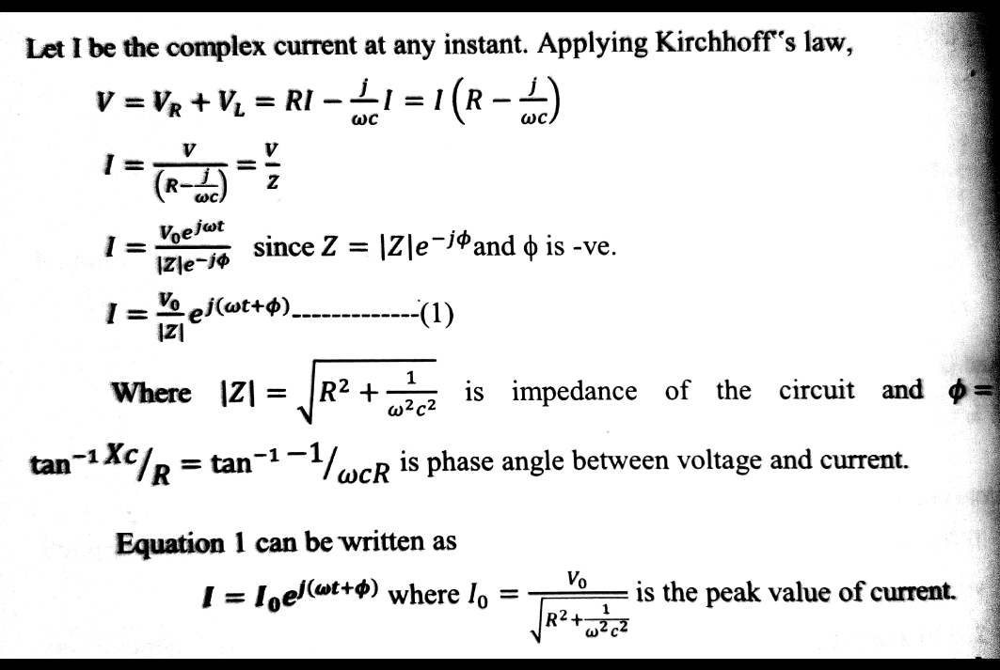 Let I be the complex current at any instant. Applying Kirchhoff"s law,
V = V_R + V_L = RI − j/ωc I = I (R − j/ωc)
I = V/(R−j/ωc) = V/Z
I = V₀e^{jωt}/|Z|e^{−jϕ} since Z = |Z|e^{−jϕ} and ϕ is -ve.
I = V₀/|Z| e^{j(ωt+ϕ)}--------------(1)
Where |Z| = √(R² + 1/ω²c²) is impedance of the circuit and ϕ =
tan⁻¹ Xc/R = tan⁻¹ −1/ωcR is phase angle between voltage and current.
Equation 1 can be written as
I = I₀e^{j(ωt+ϕ)} where I₀ = V₀/√(R²+1/ω²c²) is the peak value of current.